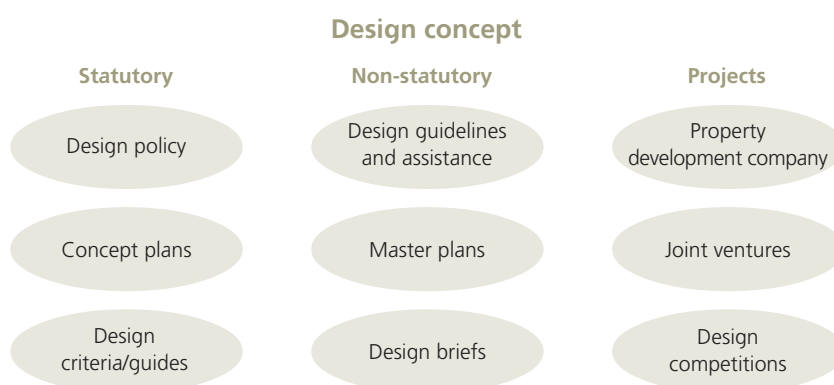 Design concept
Statutory
Non-statutory
Projects
Design policy
Design guidelines
and assistance
Property
development company
Concept plans
Master plans
Joint ventures
Design
criteria/guides
Design briefs
Design
competitions